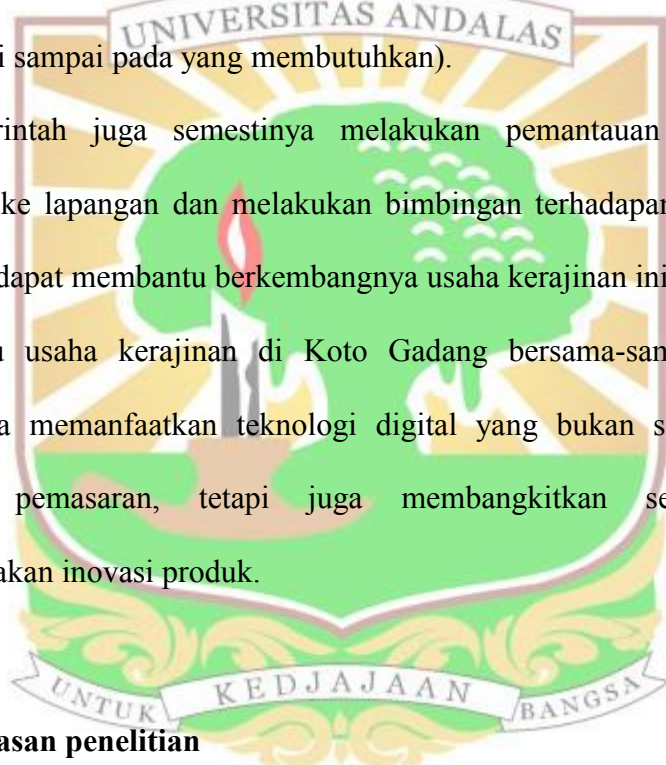 UNIVERSITAS ANDALAS
i sampai pada yang membutuhkan).
rintah juga semestinya melakukan pemantauan
ke lapangan dan melakukan bimbingan terhadapar
dapat membantu berkembangnya usaha kerajinan ini
u usaha kerajinan di Koto Gadang bersama-san
a memanfaatkan teknologi digital yang bukan s
pemasaran, tetapi juga membangkitkan se
akan inovasi produk.
UNTUK KEDJAJAAN BANGSA
asan penelitian